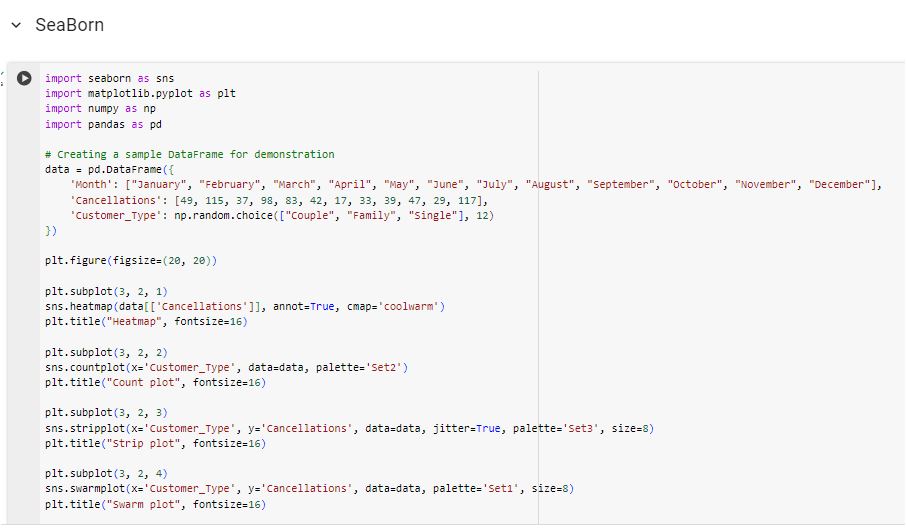 SeaBorn
import seaborn as sns
import matplotlib.pyplot as plt
import numpy as np
import pandas as pd
# Creating a sample DataFrame for demonstration
data = pd.DataFrame({
    'Month': ["January", "February", "March", "April", "May", "June", "July", "August", "September", "October", "November", "December"],
    'Cancellations': [49, 115, 37, 98, 83, 42, 17, 33, 39, 47, 29, 117],
    'Customer_Type': np.random.choice(["Couple", "Family", "Single"], 12)
})
plt.figure(figsize=(20, 20))
plt.subplot(3, 2, 1)
sns.heatmap(data[['Cancellations']], annot=True, cmap='coolwarm')
plt.title("Heatmap", fontsize=16)
plt.subplot(3, 2, 2)
sns.countplot(x='Customer_Type', data=data, palette='Set2')
plt.title("Count plot", fontsize=16)
plt.subplot(3, 2, 3)
sns.stripplot(x='Customer_Type', y='Cancellations', data=data, jitter=True, palette='Set3', size=8)
plt.title("Strip plot", fontsize=16)
plt.subplot(3, 2, 4)
sns.swarmplot(x='Customer_Type', y='Cancellations', data=data, palette='Set1', size=8)
plt.title("Swarm plot", fontsize=16)